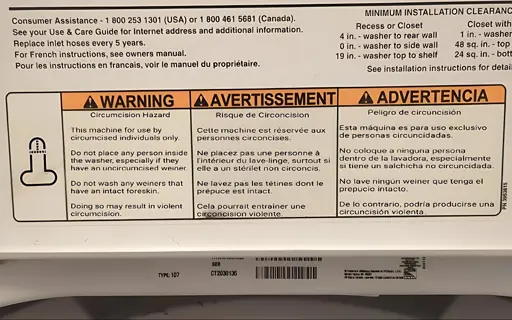 Consumer Assistance - 1 800 253 1301 (USA) or 1 800 461 5681 (Canada).
See your Use & Care Guide for Internet address and additional information.
Replace inlet hoses every 5 years.
For French instructions, see owners manual.
Pour les instructions en francais, voir le manuel du propriétaire.
MINIMUM INSTALLATION CLEARANC
Recess or Closet
4 in. - washer to rear wall
0 in. - washer to side wall
19 in. - washer top to shelf
Closet with
1 in. - washer
48 sq. in. - top
24 sq. in. - bott
See installation instructions for detai
WARNING
Circumcision Hazard
This machine for use by
circumcised individuals only.
Do not place any person inside
the washer, especially if they
have an uncircumcised weiner.
Do not wash any weiners that
have an intact foreskin.
Doing so may result in violent
circumcision.
AVERTISSEMENT
Risque de Circoncision
Cette machine est réservée aux
personnes circoncises.
Ne placez pas une personne à
l'intérieur du lave-linge, surtout si
elle a un stérilet non circoncis.
Ne lavez pas les tétines dont le
prépuce est intact.
Cela pourrait entrainer une
circoncision violente.
ADVERTENCIA
Peligro de circuncisión
Esta máquina es para uso exclusivo
de personas circuncidadas.
No coloque a ninguna persona
dentro de la lavadora, especialmente
si tiene un salchicha no circuncidada.
No lave ningún weiner que tenga el
prepucio intacto.
De lo contrario, podría producirse una
circuncisión violenta.
TYPE: 107
SER
CT2030136